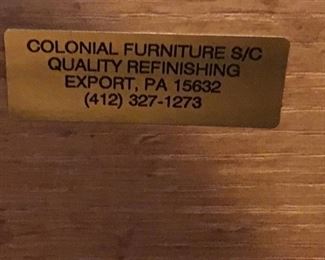 COLONIAL FURNITURE S/C
QUALITY REFINISHING
EXPORT, PA 15632
(412) 327-1273